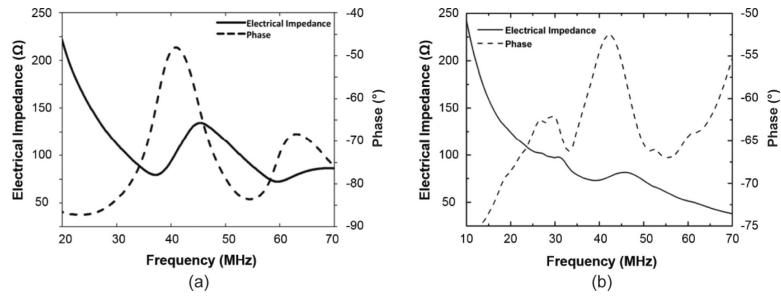 (a)
Electrical Impedance (Ω)
250
200
150
100
50
Electrical Impedance
Phase
-40
-50
-60
-70
-80
-90
Phase (°)
20 30 40 50 60 70
Frequency (MHz)
(a)
(b)
Electrical Impedance (Ω)
250
200
150
100
50
Electrical Impedance
Phase
-50
-55
-60
-65
-70
-75
Phase (°)
10 20 30 40 50 60 70
Frequency (MHz)
(b)